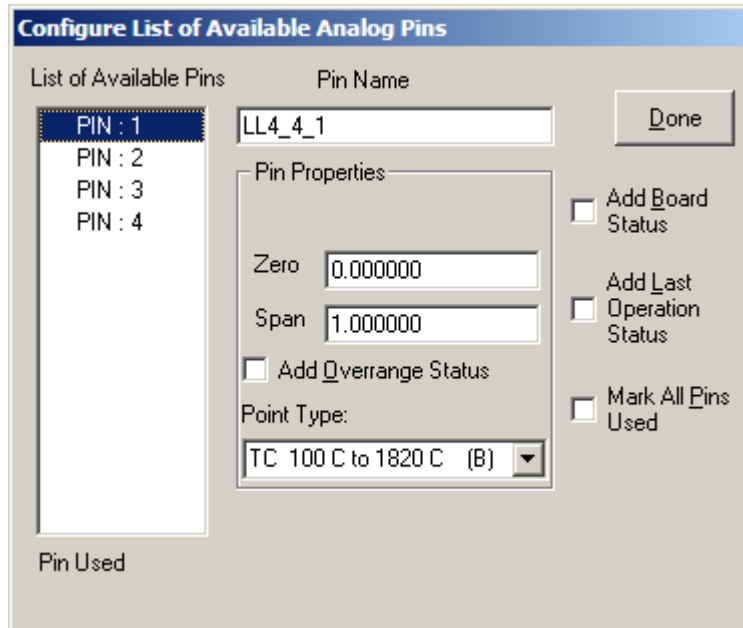 Configure List of Available Analog Pins
List of Available Pins
PIN : 1
PIN : 2
PIN : 3
PIN : 4
Pin Used
Pin Name
LL4_4_1
Pin Properties
Zero
0.000000
Span
1.000000
Add Overrange Status
Point Type:
TC 100 C to 1820 C (B)
Done
Add Board
Status
Add Last
Operation
Status
Mark All Pins
Used